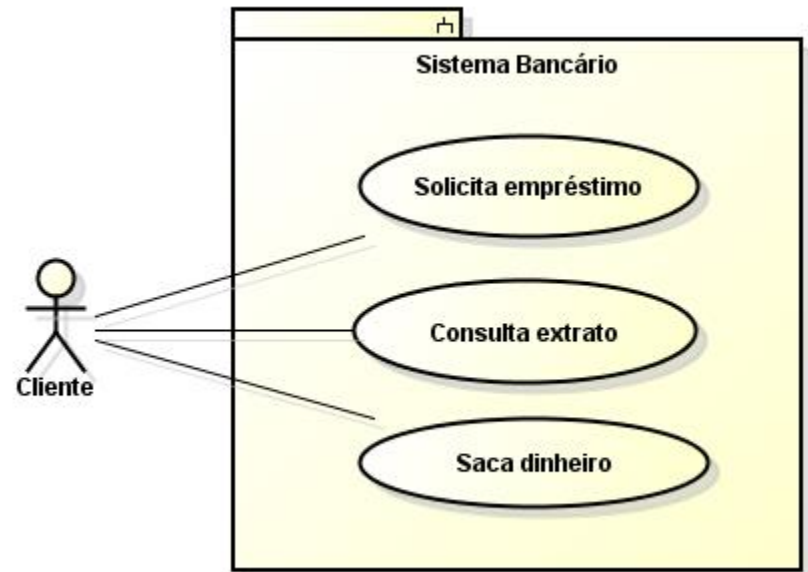 Sistema Bancário
Solicita empréstimo
Consulta extrato
Cliente
Saca dinheiro